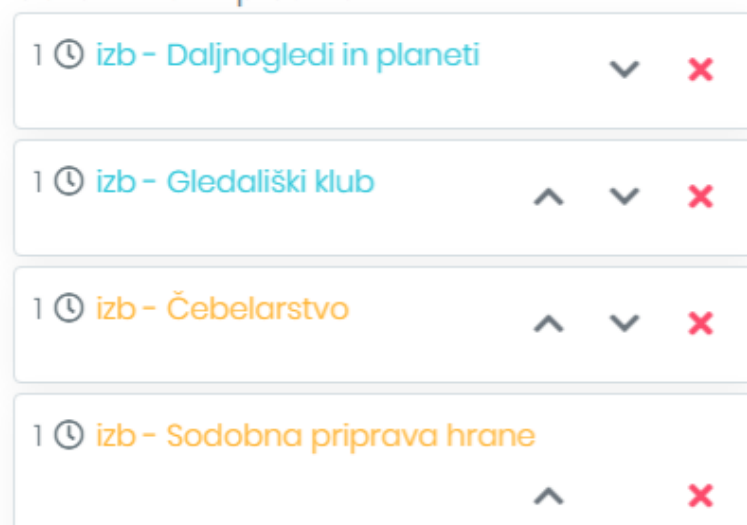 1 izb - Daljnogledi in planeti
1 izb - Gledališki klub
1 izb - Čebelarstvo
1 izb - Sodobna priprava hrane